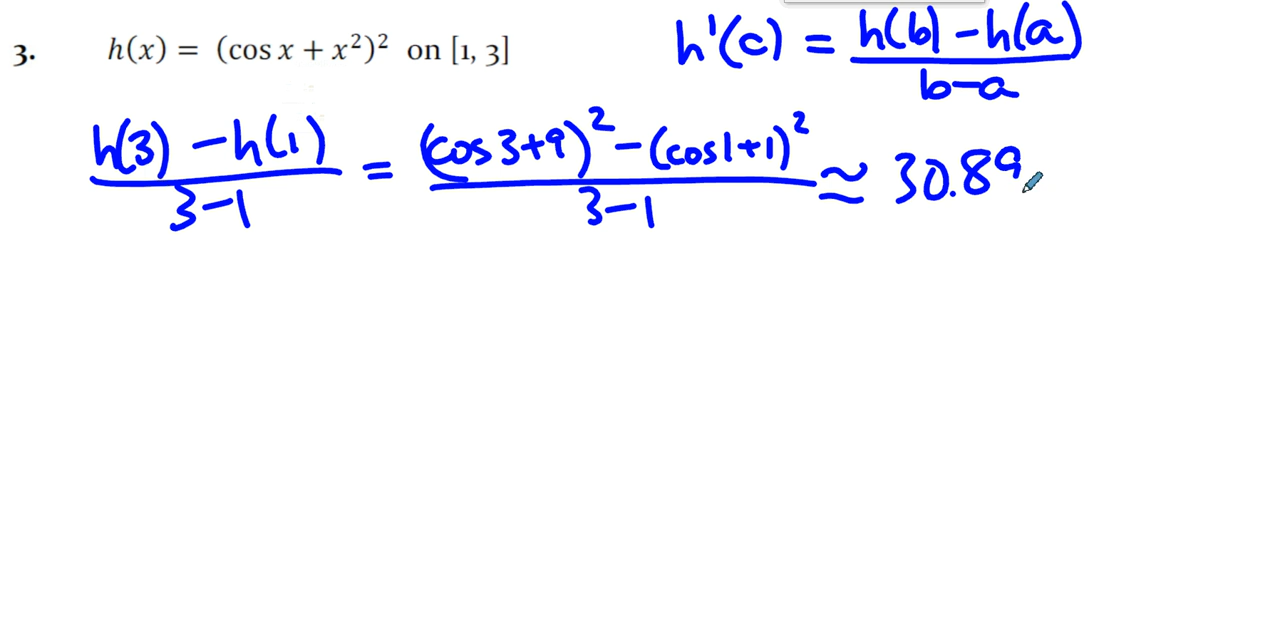 3. h(x) = (cos x + x²)² on [1, 3]
h'(c) = h(b) - h(a) / b - a
h(3) - h(1) / 3 - 1 = (cos 3 + 9)² - (cos 1 + 1)² / 3 - 1 ≈ 30.89